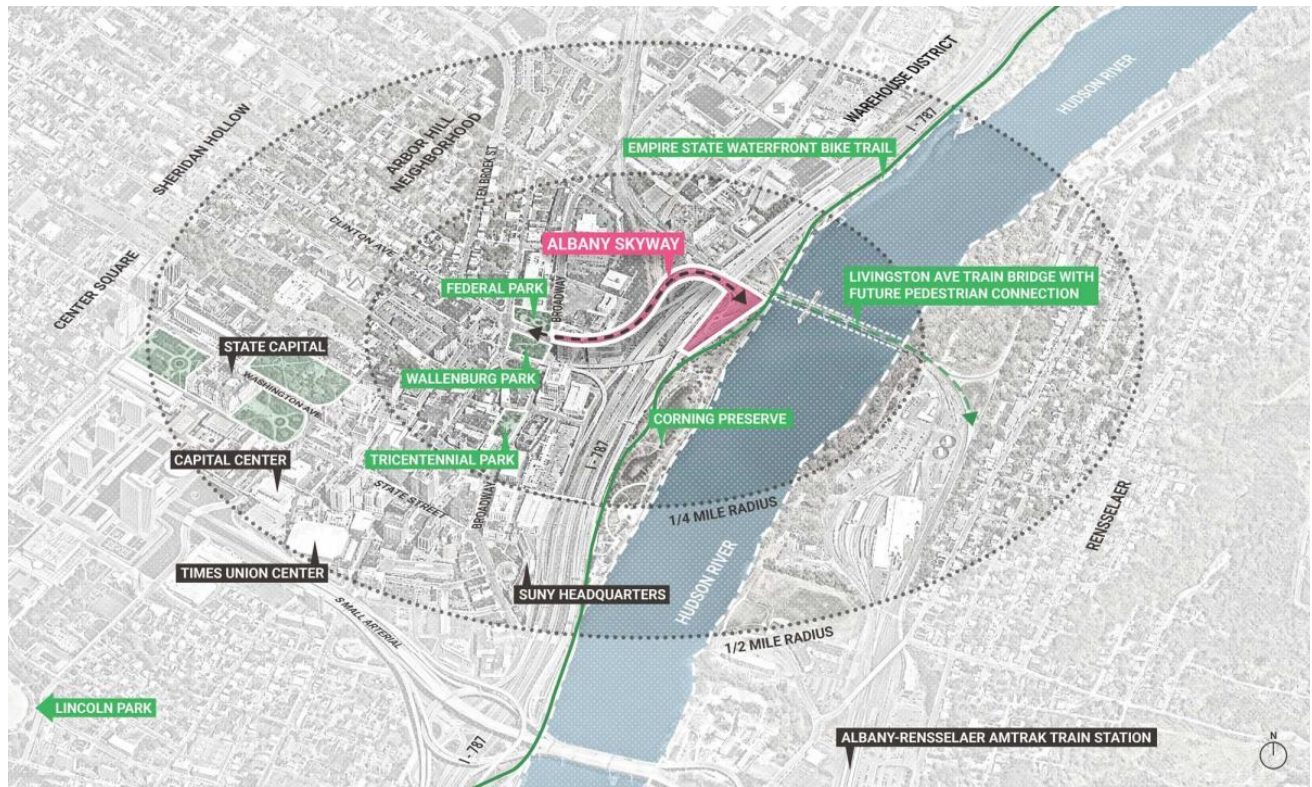 HUDSON RIVER
WAREHOUSE DISTRICT
I - 787
SHERIDAN HOLLOW
ARBOR HILL
NEIGHBORHOOD
EMPIRE STATE WATERFRONT BIKE TRAIL
TEN BROEK ST
CLINTON AVE
CENTER SQUARE
ALBANY SKYWAY
FEDERAL PARK
BROADWAY
LIVINGSTON AVE TRAIN BRIDGE WITH
FUTURE PEDESTRIAN CONNECTION
STATE CAPITAL
WASHINGTON AVE
WALLENBURG PARK
CORNING PRESERVE
CAPITAL CENTER
TRICENTENNIAL PARK
I - 787
STATE STREET
BROADWAY
1/4 MILE RADIUS
RENSSELAER
TIMES UNION CENTER
SUNY HEADQUARTERS
HUDSON RIVER
S MALL ARTERIAL
1/2 MILE RADIUS
LINCOLN PARK
I - 787
ALBANY-RENSSELAER AMTRAK TRAIN STATION
N